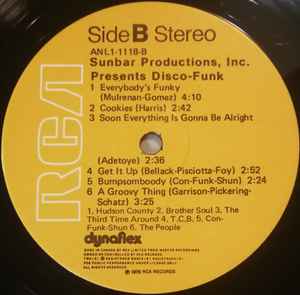 Side B Stereo
ANL1-1118-B
Sunbar Productions, Inc.
Presents Disco-Funk
1 Everybody's Funky
(Mulrenan-Gomez) 4:10
2 Cookies (Harris) 2:42
3 Soon Everything Is Gonna Be Alright
(Adetoye) 2:36
4 Get It Up (Bellack-Pisciotta-Foy) 2:52
5 Bumpsomboody (Con-Funk-Shun) 2:24
6 A Groovy Thing (Garrison-Pickering-
Schatz) 3:25
1. Hudson County 2. Brother Soul 3. The
Third Time Around 4. T.C.B. 5. Con-
Funk-Shun 6. The People
RCA
dynaflex
ALL RIGHTS RESERVED